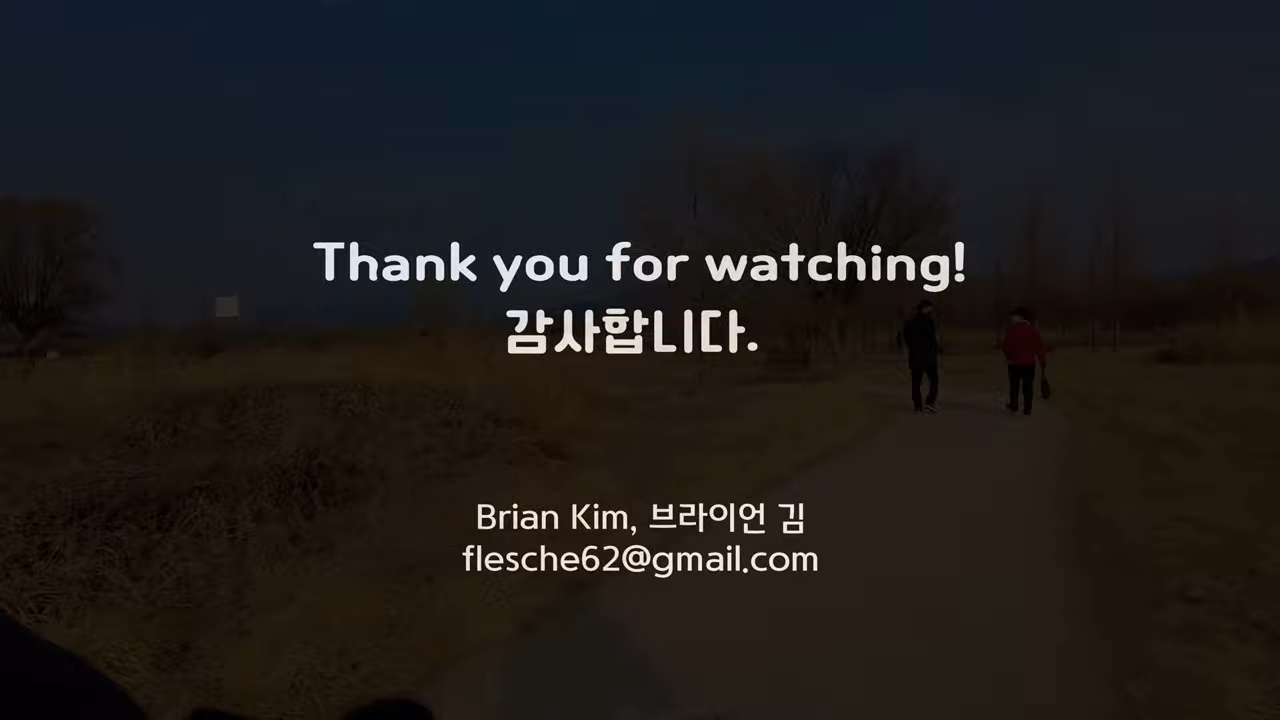 Thank you for watching!
감사합니다.
Brian Kim, 브라이언 김
flesche62@gmail.com